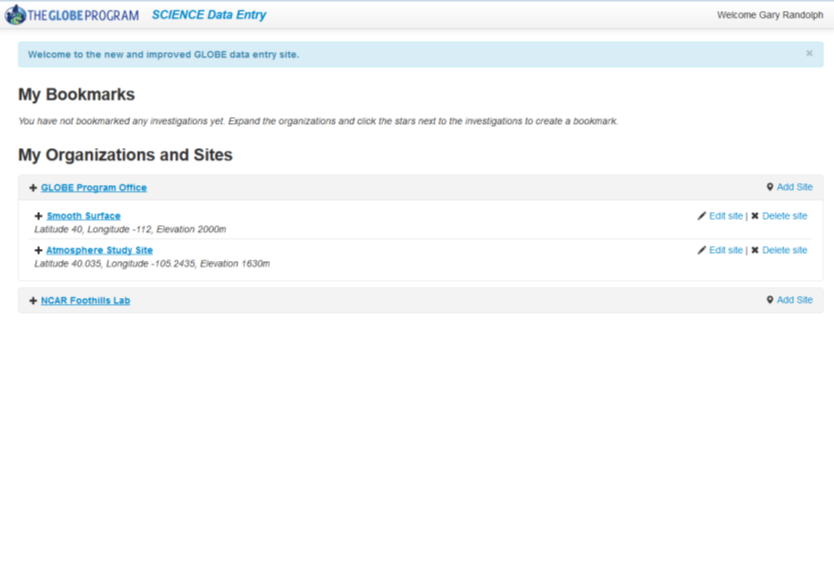 THE GLOBE PROGRAM SCIENCE Data Entry Welcome Gary Randolph
Welcome to the new and improved GLOBE data entry site. ×
My Bookmarks
You have not bookmarked any investigations yet. Expand the organizations and click the stars next to the investigations to create a bookmark.
My Organizations and Sites
GLOBE Program Office Add Site
Smooth Surface Edit site | Delete site
Latitude 40, Longitude -112, Elevation 2000m
Atmosphere Study Site Edit site | Delete site
Latitude 40.035, Longitude -105.2435, Elevation 1630m
NCAR Foothills Lab Add Site